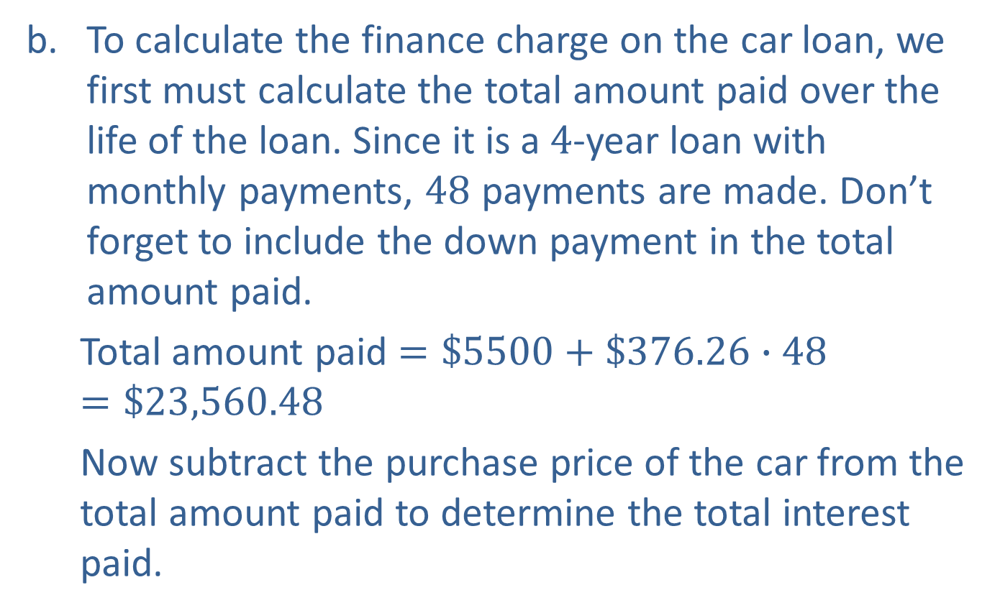 b. To calculate the finance charge on the car loan, we
first must calculate the total amount paid over the
life of the loan. Since it is a 4-year loan with
monthly payments, 48 payments are made. Don’t
forget to include the down payment in the total
amount paid.
Total amount paid = $5500 + $376.26 · 48
= $23,560.48
Now subtract the purchase price of the car from the
total amount paid to determine the total interest
paid.